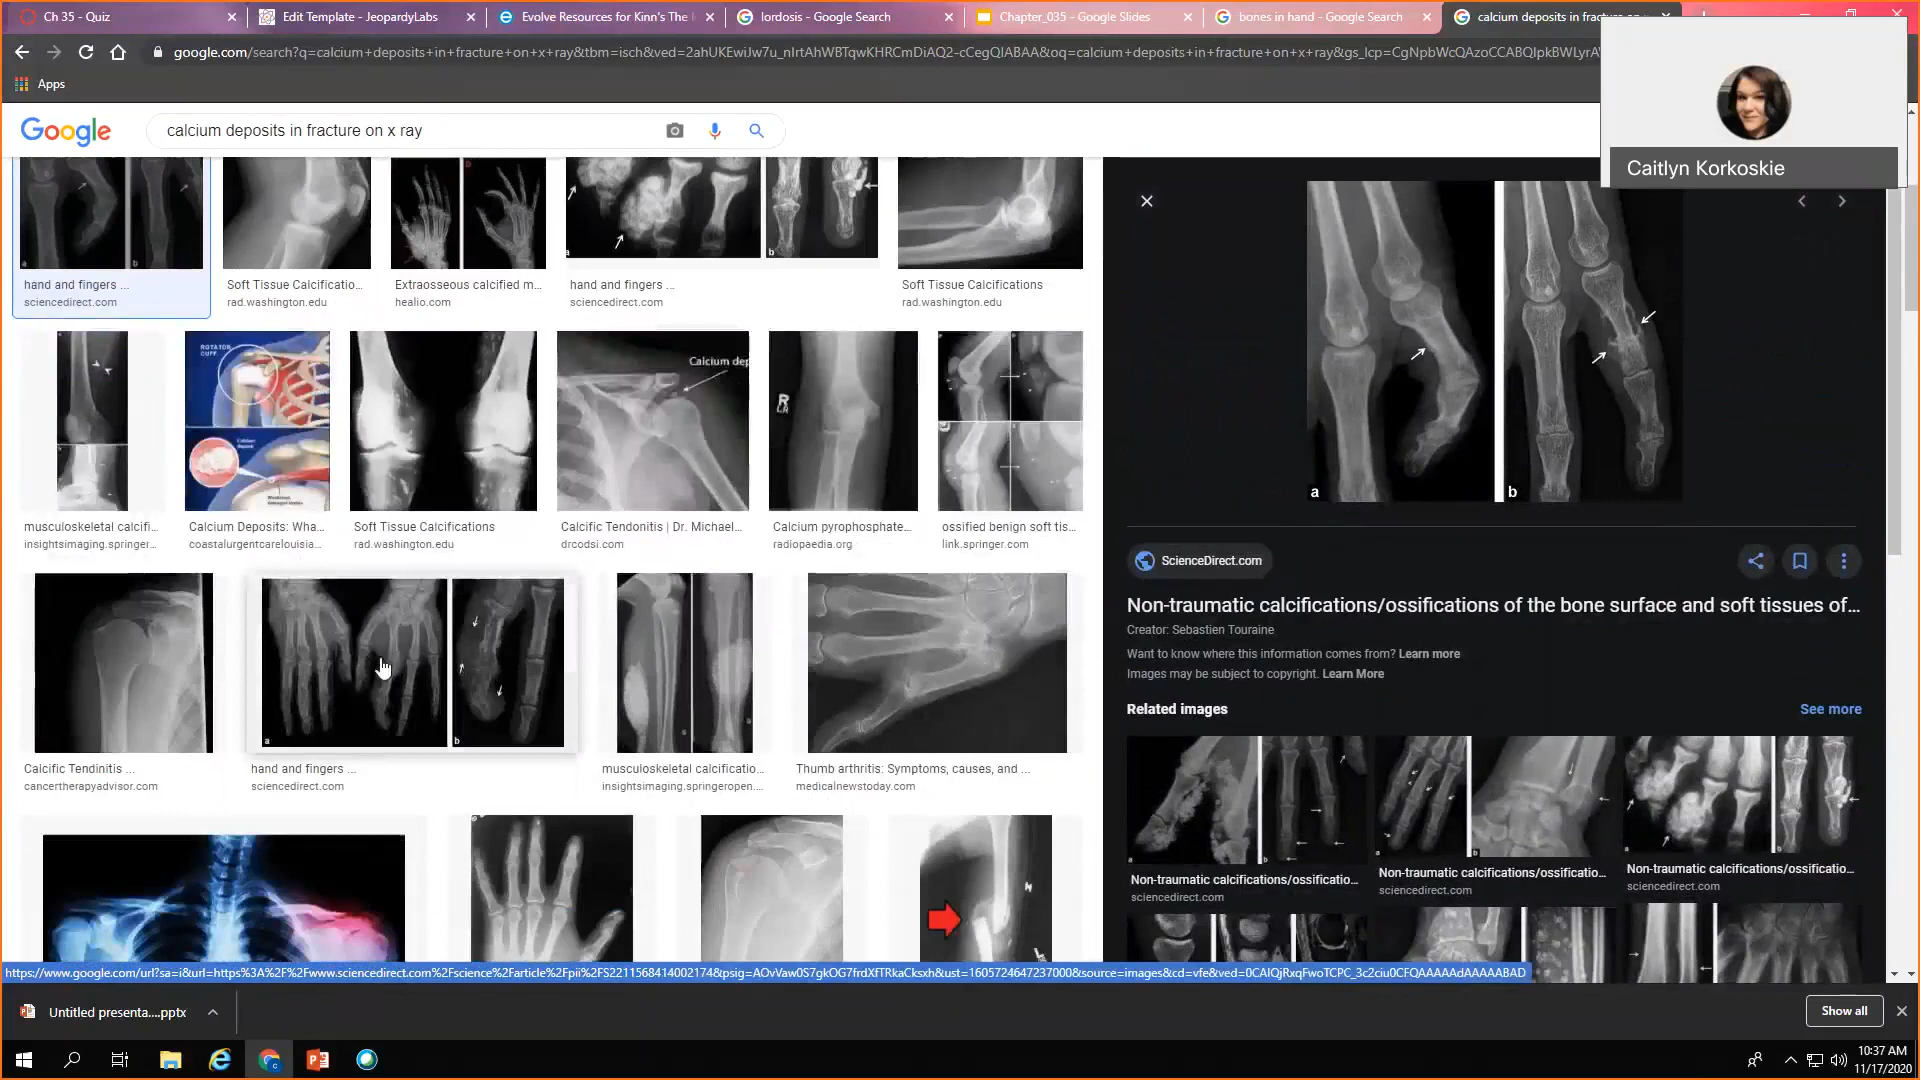 Ch 35 - Quiz
Edit Template - JeopardyLabs
Evolve Resources for Kinn's The
lordosis - Google Search
Chapter_035 - Google Slides
bones in hand - Google Search
calcium deposits in fracture on x
google.com/search?q=calcium+deposits+in+fracture+on+x+ray&tbm=isch&ved=2ahUKEwiJw7u_nIrtAhWBTqwKHRCmDiAQ2-cCegQIABAA&oq=calcium+deposits+in+fracture+on+x+ray&gs_lcp=CgNpbWcQAzoCCABQIpkBWLyrA
Apps
Caitlyn Korkoskie
Google
calcium deposits in fracture on x ray
a
b
a
b
hand and fingers ...
sciencedirect.com
Soft Tissue Calcificatio...
rad.washington.edu
Extraosseous calcified m...
healio.com
hand and fingers ...
sciencedirect.com
Soft Tissue Calcifications
rad.washington.edu
ROTATOR
CUFF
Calcium dep
R
musculoskeletal calcifi...
insightsimaging.springer...
Calcium Deposits: Wha...
coastalurgentcarelouisia...
Soft Tissue Calcifications
rad.washington.edu
Calcific Tendonitis | Dr. Michael...
drcodsi.com
Calcium pyrophosphate...
radiopaedia.org
ossified benign soft tis...
link.springer.com
a
b
Calcific Tendinitis ...
cancertherapyadvisor.com
hand and fingers ...
sciencedirect.com
musculoskeletal calcificatio...
insightsimaging.springeropen....
Thumb arthritis: Symptoms, causes, and ...
medicalnewstoday.com
a
b
ScienceDirect.com
Non-traumatic calcifications/ossifications of the bone surface and soft tissues of...
Creator: Sebastien Touraine
Want to know where this information comes from? Learn more
Images may be subject to copyright. Learn More
Related images
See more
Non-traumatic calcifications/ossificatio...
sciencedirect.com
Non-traumatic calcifications/ossificatio...
sciencedirect.com
Non-traumatic calcifications/ossificatio...
sciencedirect.com
Untitled presenta....pptx
Show all
10:37 AM
11/17/2020